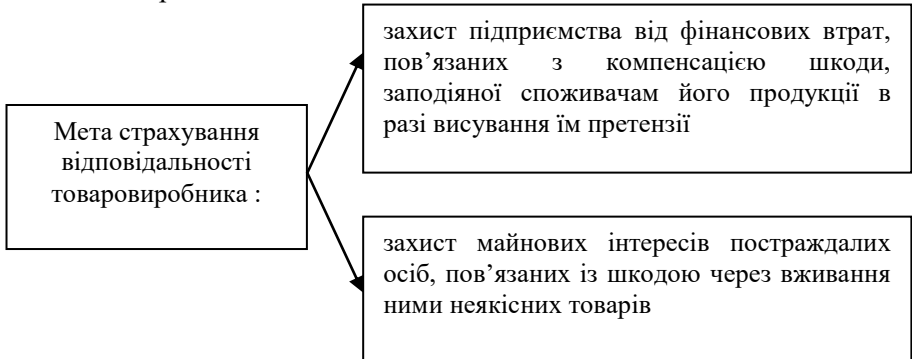 Мета страхування
відповідальності
товаровиробника :
захист підприємства від фінансових втрат,
пов’язаних з компенсацією шкоди,
заподіяної споживачам його продукції в
разі висування їм претензії
захист майнових інтересів постраждалих
осіб, пов’язаних із шкодою через вживання
ними неякісних товарів